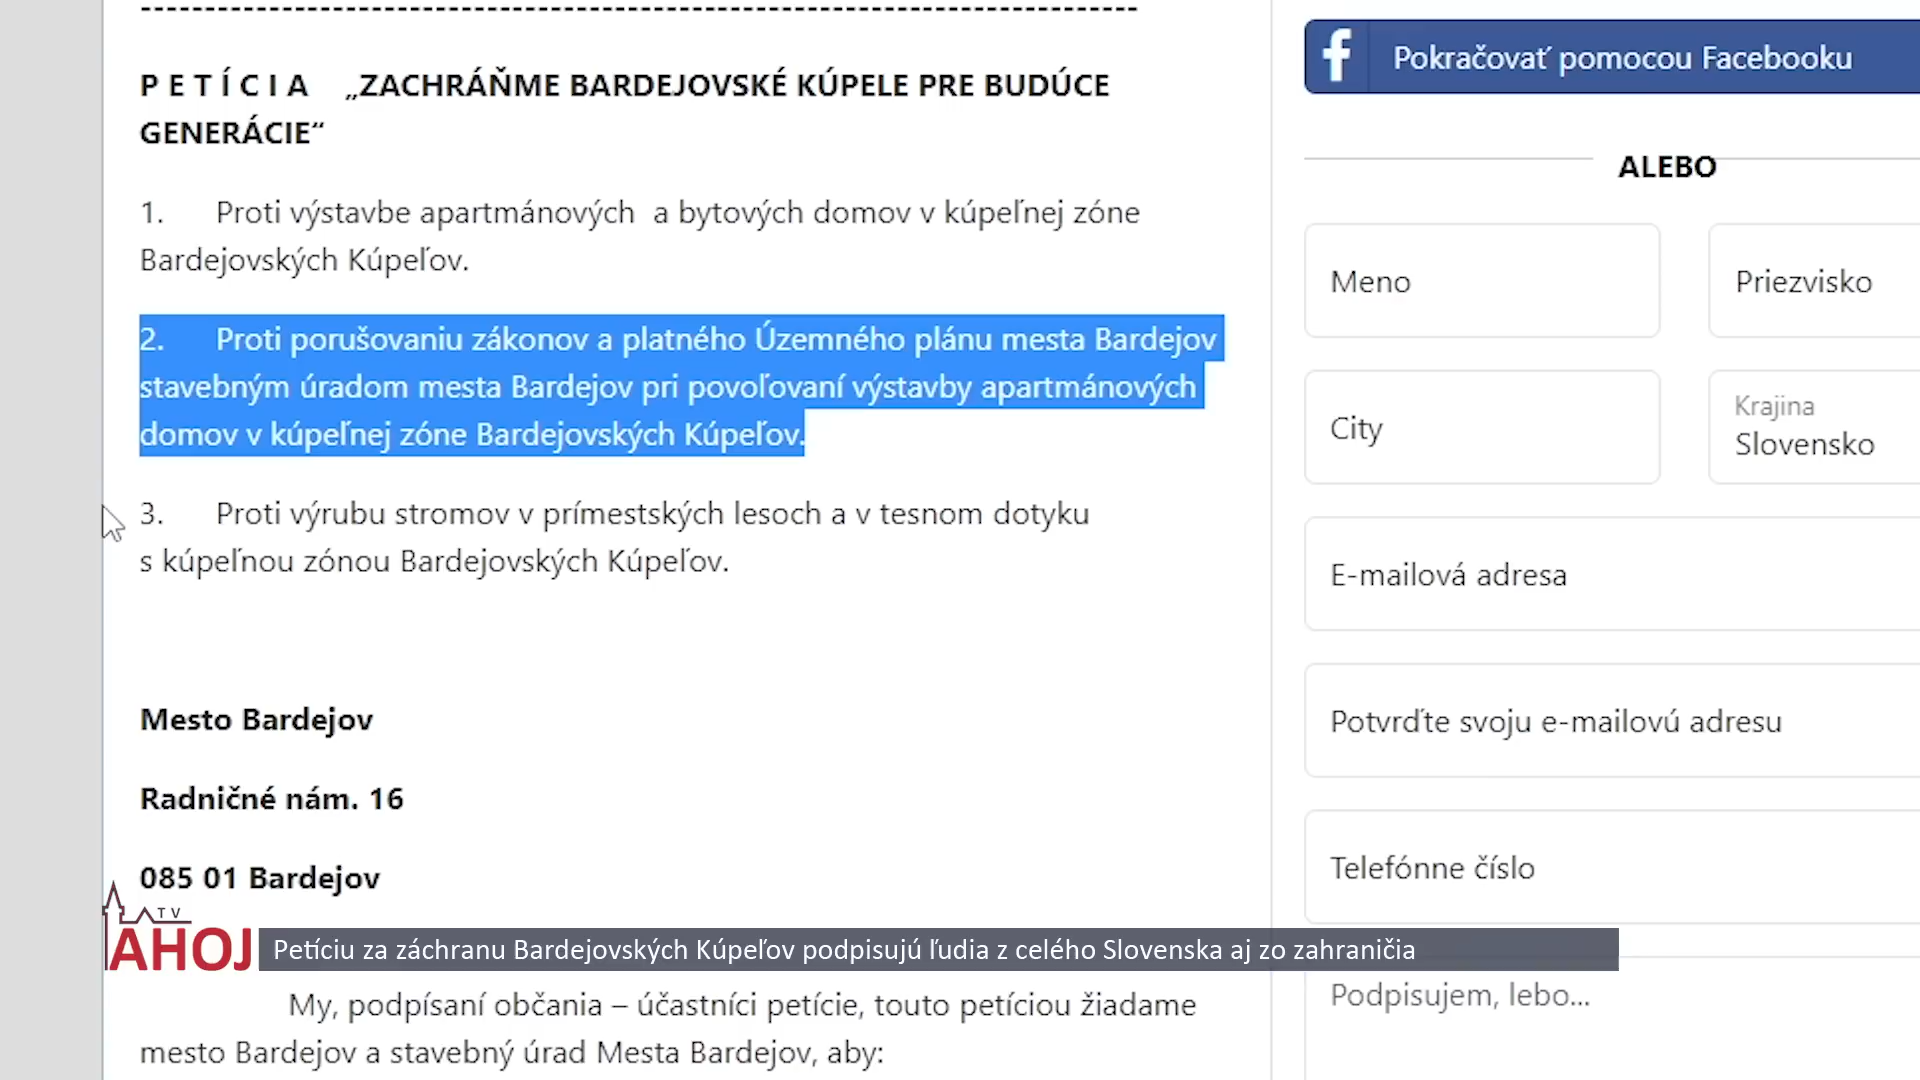 P E T Í C I A „ZACHRÁŇME BARDEJOVSKÉ KÚPELE PRE BUDÚCE
GENERÁCIE“
1. Proti výstavbe apartmánových a bytových domov v kúpeľnej zóne
Bardejovských Kúpeľov.
2. Proti porušovaniu zákonov a platného Územného plánu mesta Bardejov
stavebným úradom mesta Bardejov pri povoľovaní výstavby apartmánových
domov v kúpeľnej zóne Bardejovských Kúpeľov.
3. Proti výrubu stromov v prímestských lesoch a v tesnom dotyku
s kúpeľnou zónou Bardejovských Kúpeľov.
Mesto Bardejov
Radničné nám. 16
085 01 Bardejov
My, podpísaní občania – účastníci petície, touto petíciou žiadame
mesto Bardejov a stavebný úrad Mesta Bardejov, aby:
Pokračovať pomocou Facebooku
ALEBO
Meno
Priezvisko
City
Krajina
Slovensko
E-mailová adresa
Potvrďte svoju e-mailovú adresu
Telefónne číslo
Podpisujem, lebo...
TV
AHOJ
Petíciu za záchranu Bardejovských Kúpeľov podpisujú ľudia z celého Slovenska aj zo zahraničia